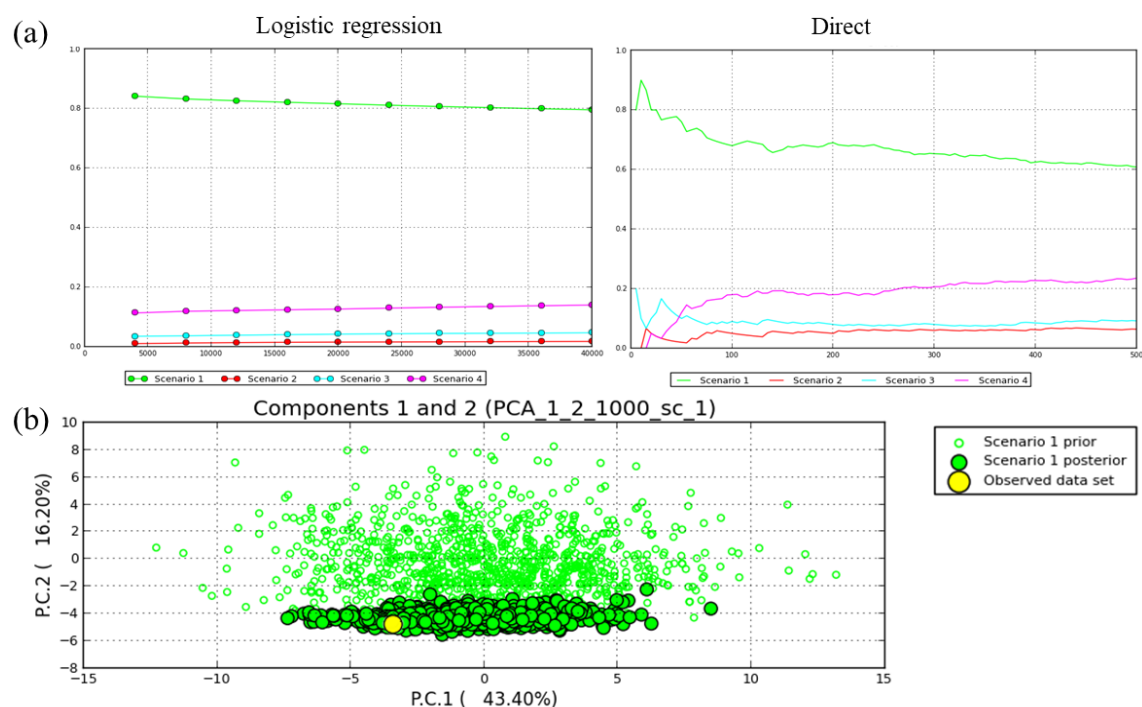 (a)
Logistic regression
Direct
1.0
0.8
0.6
0.4
0.2
0.0
0 5000 10000 15000 20000 25000 30000 35000 40000
Scenario 1 Scenario 2 Scenario 3 Scenario 4
1.0
0.8
0.6
0.4
0.2
0.0
0 100 200 300 400 500
Scenario 1 Scenario 2 Scenario 3 Scenario 4
(b)
Components 1 and 2 (PCA_1_2_1000_sc_1)
P.C.2 ( 16.20%)
10
8
6
4
2
0
−2
−4
−6
−8
−15 −10 −5 0 5 10 15
P.C.1 ( 43.40%)
Scenario 1 prior
Scenario 1 posterior
Observed data set